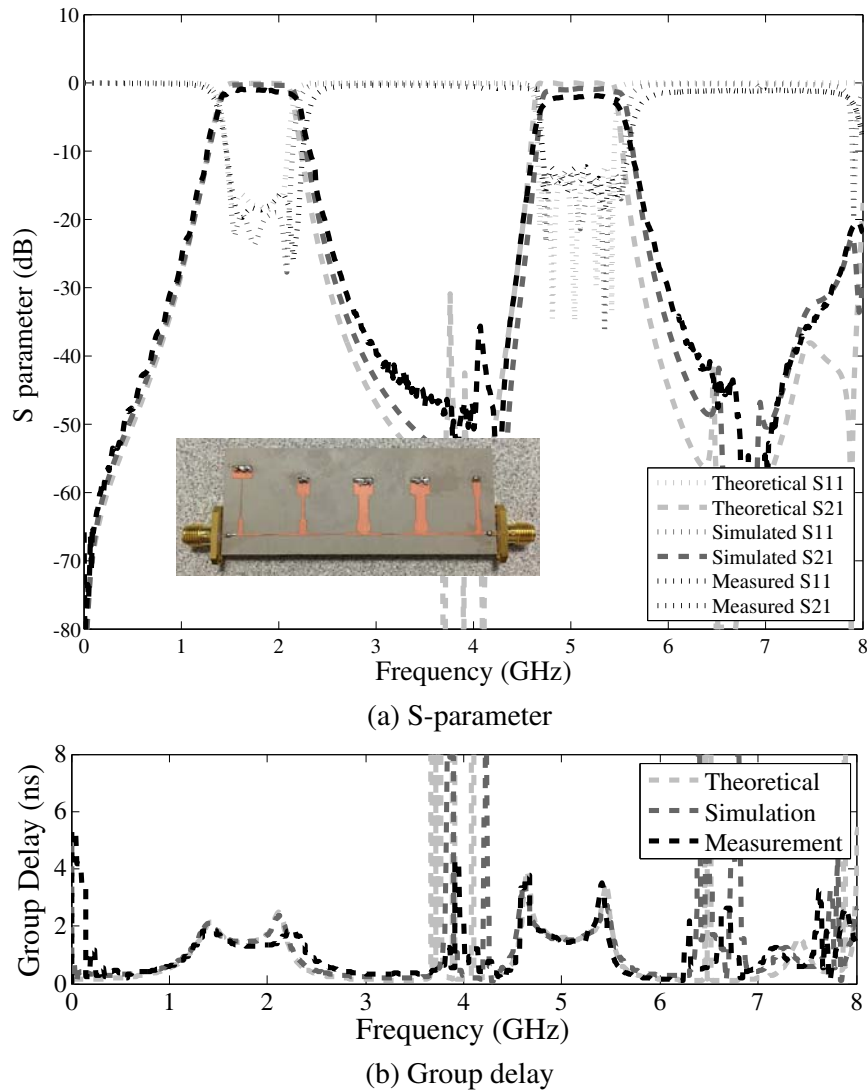 10
0
-10
-20
-30
-40
-50
-60
-70
-80
S parameter (dB)
Theoretical S11
Theoretical S21
Simulated S11
Simulated S21
Measured S11
Measured S21
0 1 2 3 4 5 6 7 8
Frequency (GHz)
(a) S-parameter
8
6
4
2
0
Group Delay (ns)
Theoretical
Simulation
Measurement
0 1 2 3 4 5 6 7 8
Frequency (GHz)
(b) Group delay